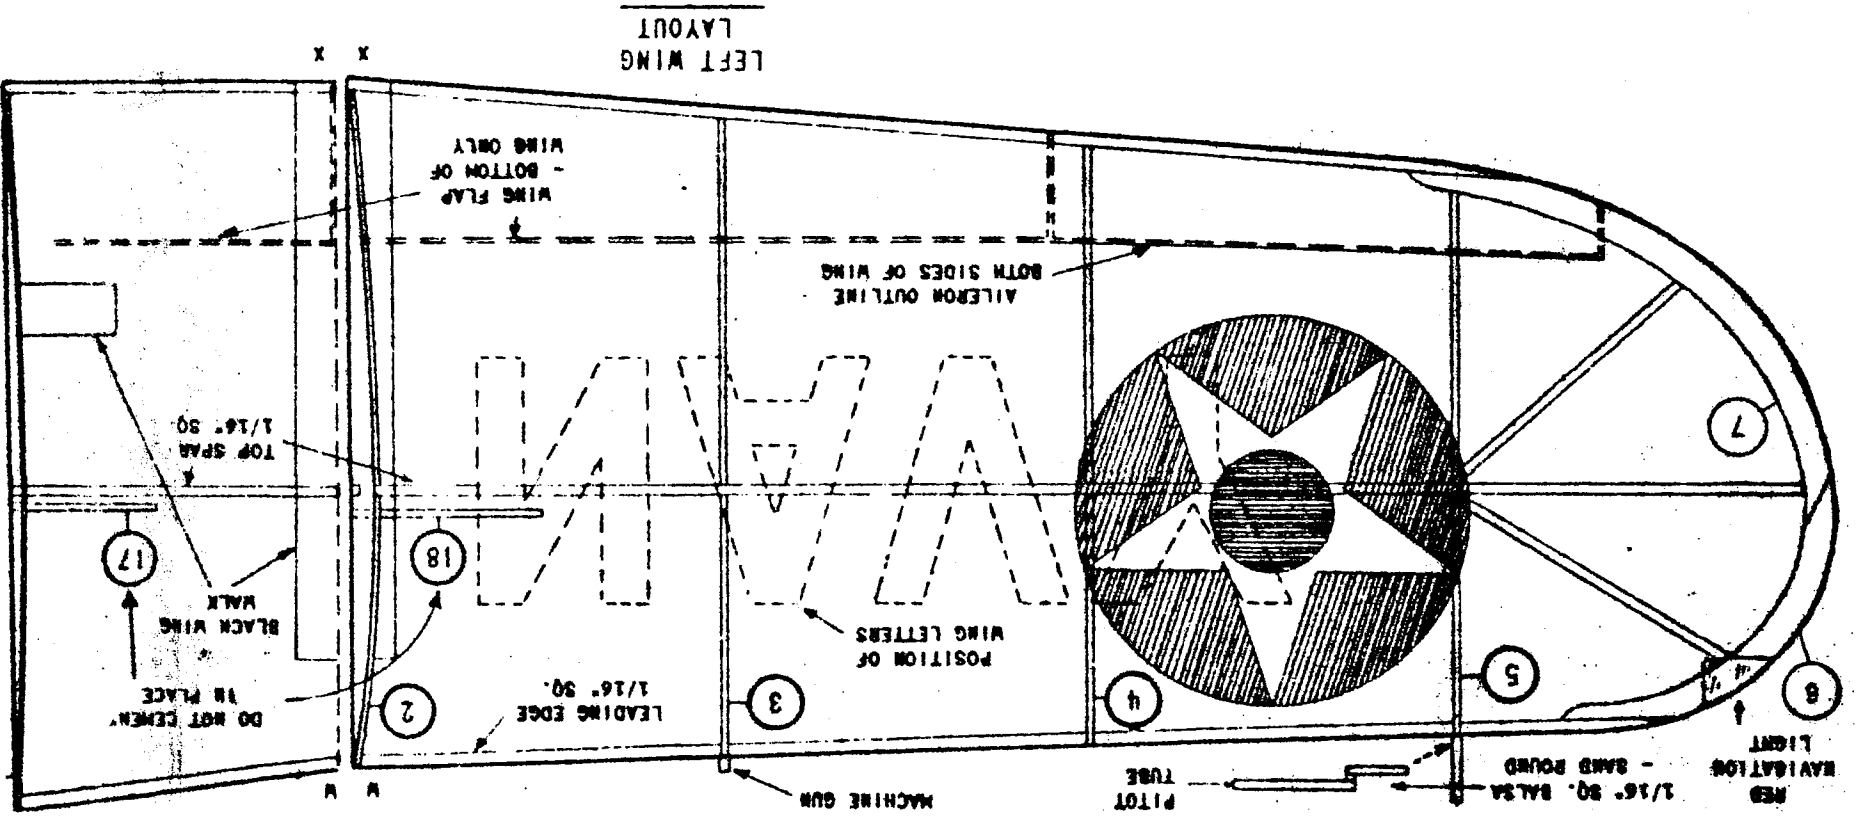 RED
NAVIGATION
LIGHT
1/16" SQ. BALSA
- SAND ROUND
PITOT
TUBE
MACHINE GUN
W W
6
5
4
3
2
LEADING EDGE
1/16" SQ.
DO NOT CEMENT
IN PLACE
POSITION OF
WING LETTERS
BLACK WING
WALK
18
17
NAVY
7
TOP SPAR
1/16" SQ
AILERON OUTLINE
BOTH SIDES OF WING
WING FLAP
- BOTTOM OF
WING ONLY
X X
LEFT WING
LAYOUT